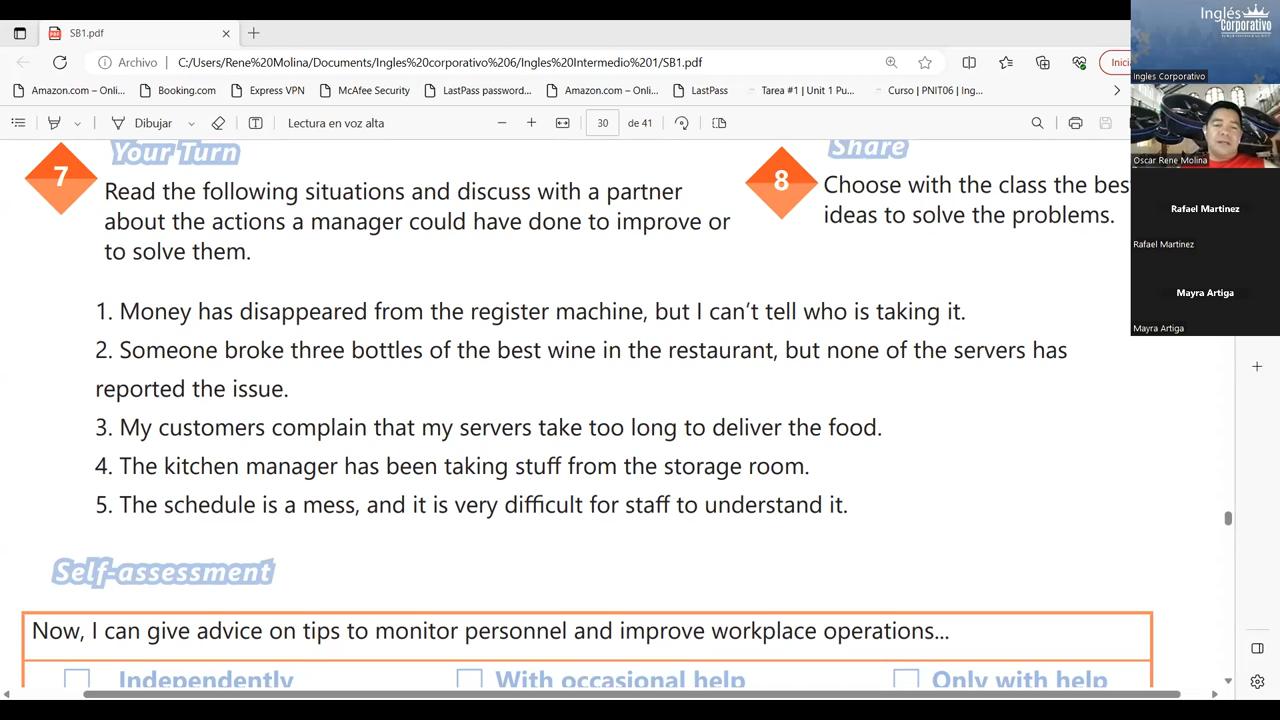 SB1.pdf
Archivo
C:/Users/Rene%20Molina/Documents/Ingles%20corporativo%206/Ingles%20Intermedio%201/SB1.pdf
Inicia
Amazon.com – Onli...
Booking.com
Express VPN
McAfee Security
LastPass password...
Amazon.com – Onli...
LastPass
Tarea #1 | Unit 1 Pu...
Curso | PNIT06 | Ing...
Dibujar
Lectura en voz alta
30
de 41
7
Your Turn
Read the following situations and discuss with a partner
about the actions a manager could have done to improve or
to solve them.
8
Share
Choose with the class the bes
ideas to solve the problems.
1. Money has disappeared from the register machine, but I can't tell who is taking it.
2. Someone broke three bottles of the best wine in the restaurant, but none of the servers has
reported the issue.
3. My customers complain that my servers take too long to deliver the food.
4. The kitchen manager has been taking stuff from the storage room.
5. The schedule is a mess, and it is very difficult for staff to understand it.
Self-assessment
Now, I can give advice on tips to monitor personnel and improve workplace operations...
Independently
With occasional help
Only with help
Inglés
Corporativo
Ingles Corporativo
Oscar Rene Molina
Rafael Martinez
Rafael Martinez
Mayra Artiga
Mayra Artiga